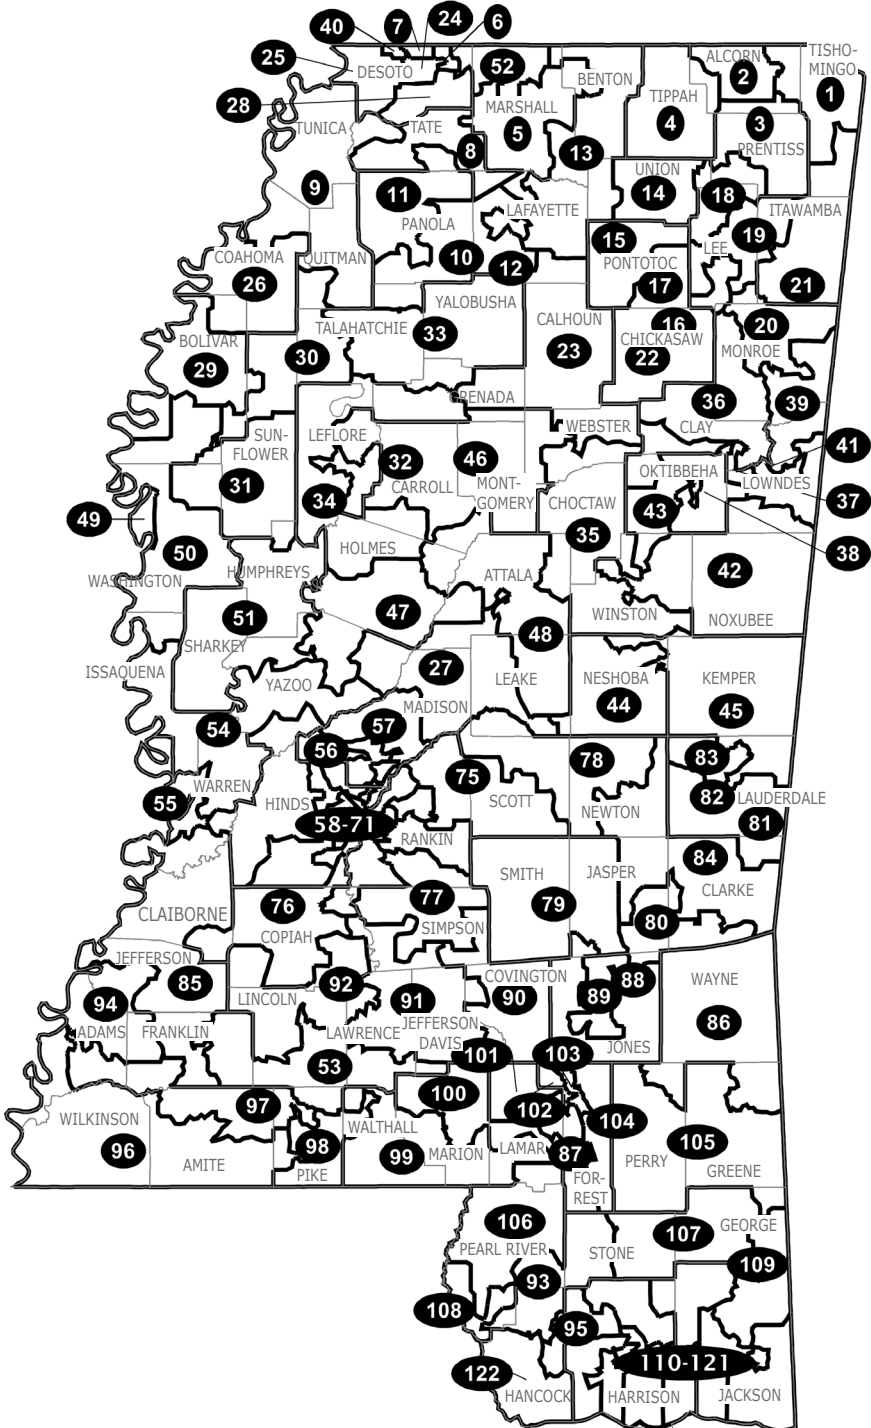 40
7
24
6
25
DESOTO
52
BENTON
ALCORN
TISHO-
MINGO
2
1
28
MARSHALL
TIPPAH
TUNICA
TATE
5
4
3
PRENTISS
8
13
9
11
UNION
14
18
LAFAYETTE
ITAWAMBA
PANOLA
15
LEE
19
COAHOMA
QUITMAN
10
12
PONTOTOC
26
17
21
YALOBUSHA
TALAHATCHIE
33
CALHOUN
16
20
BOLIVAR
CHICKASAW
MONROE
29
30
23
22
GRENADA
36
39
SUN-
FLOWER
LEFLORE
WEBSTER
CLAY
41
32
46
OKTIBBEHA
31
CARROLL
MONT-
GOMERY
LOWNDES
34
CHOCTAW
43
37
49
35
HOLMES
38
50
WASHINGTON
HUMPHREYS
ATTALA
42
51
47
WINSTON
NOXUBEE
SHARKEY
48
ISSAQUENA
27
YAZOO
LEAKE
NESHOBA
KEMPER
MADISON
44
45
54
57
56
78
83
75
WARREN
82
LAUDERDALE
55
HINDS
SCOTT
NEWTON
81
58-71
RANKIN
84
SMITH
JASPER
CLARKE
76
77
79
CLAIBORNE
COPIAH
SIMPSON
80
JEFFERSON
85
92
COVINGTON
88
WAYNE
94
LINCOLN
91
90
89
ADAMS
FRANKLIN
LAWRENCE
JEFFERSON
DAVIS
86
JONES
101
103
53
100
97
102
WILKINSON
WALTHALL
104
96
98
MARION
LAMAR
87
105
AMITE
PIKE
99
PERRY
GREENE
FOR-
REST
106
GEORGE
PEARL RIVER
STONE
107
93
109
108
95
122
110-121
HANCOCK
HARRISON
JACKSON